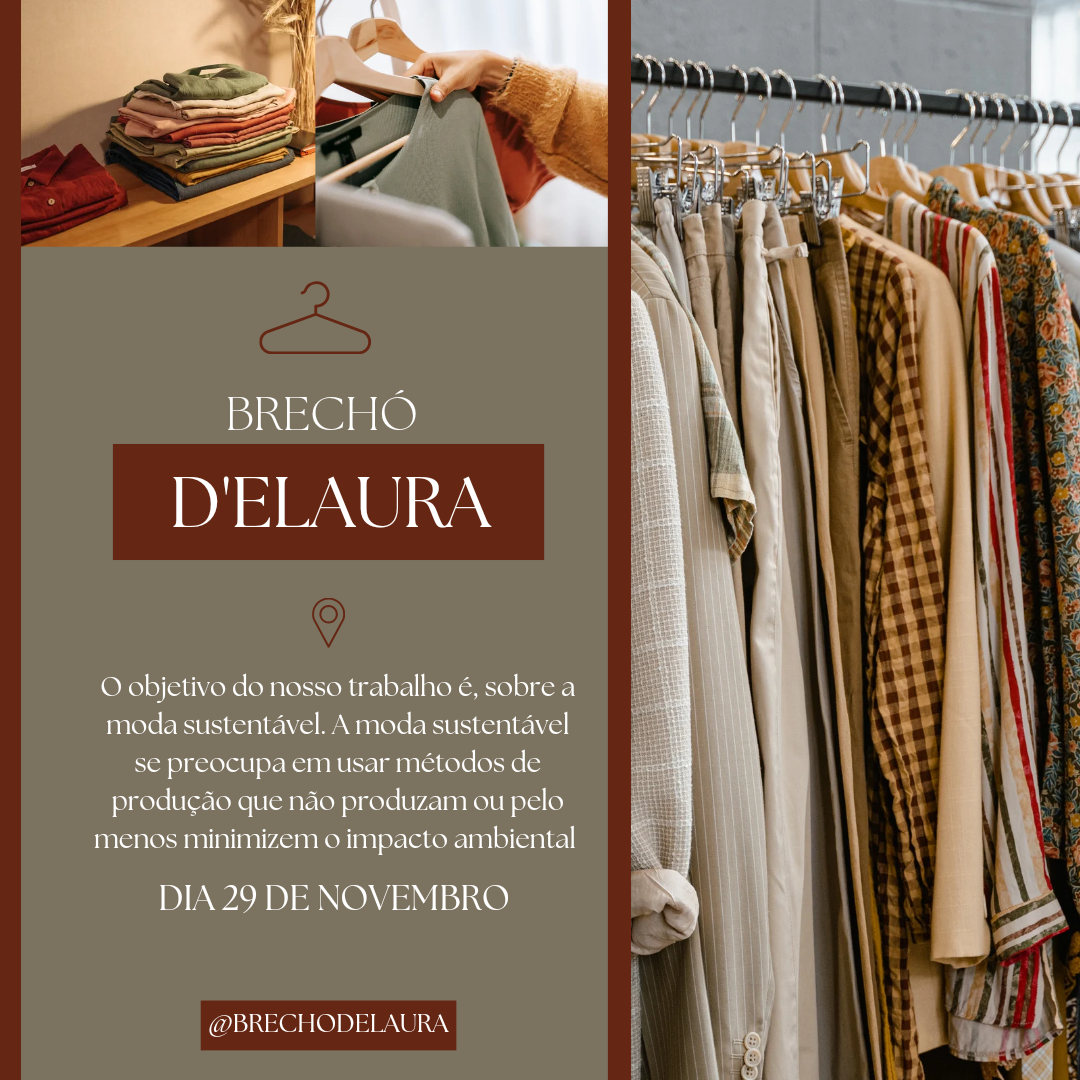 BRECHÓ
D'ELAURA
O objetivo do nosso trabalho é, sobre a
moda sustentável. A moda sustentável
se preocupa em usar métodos de
produção que não produzam ou pelo
menos minimizem o impacto ambiental
DIA 29 DE NOVEMBRO
@BRECHODELAURA